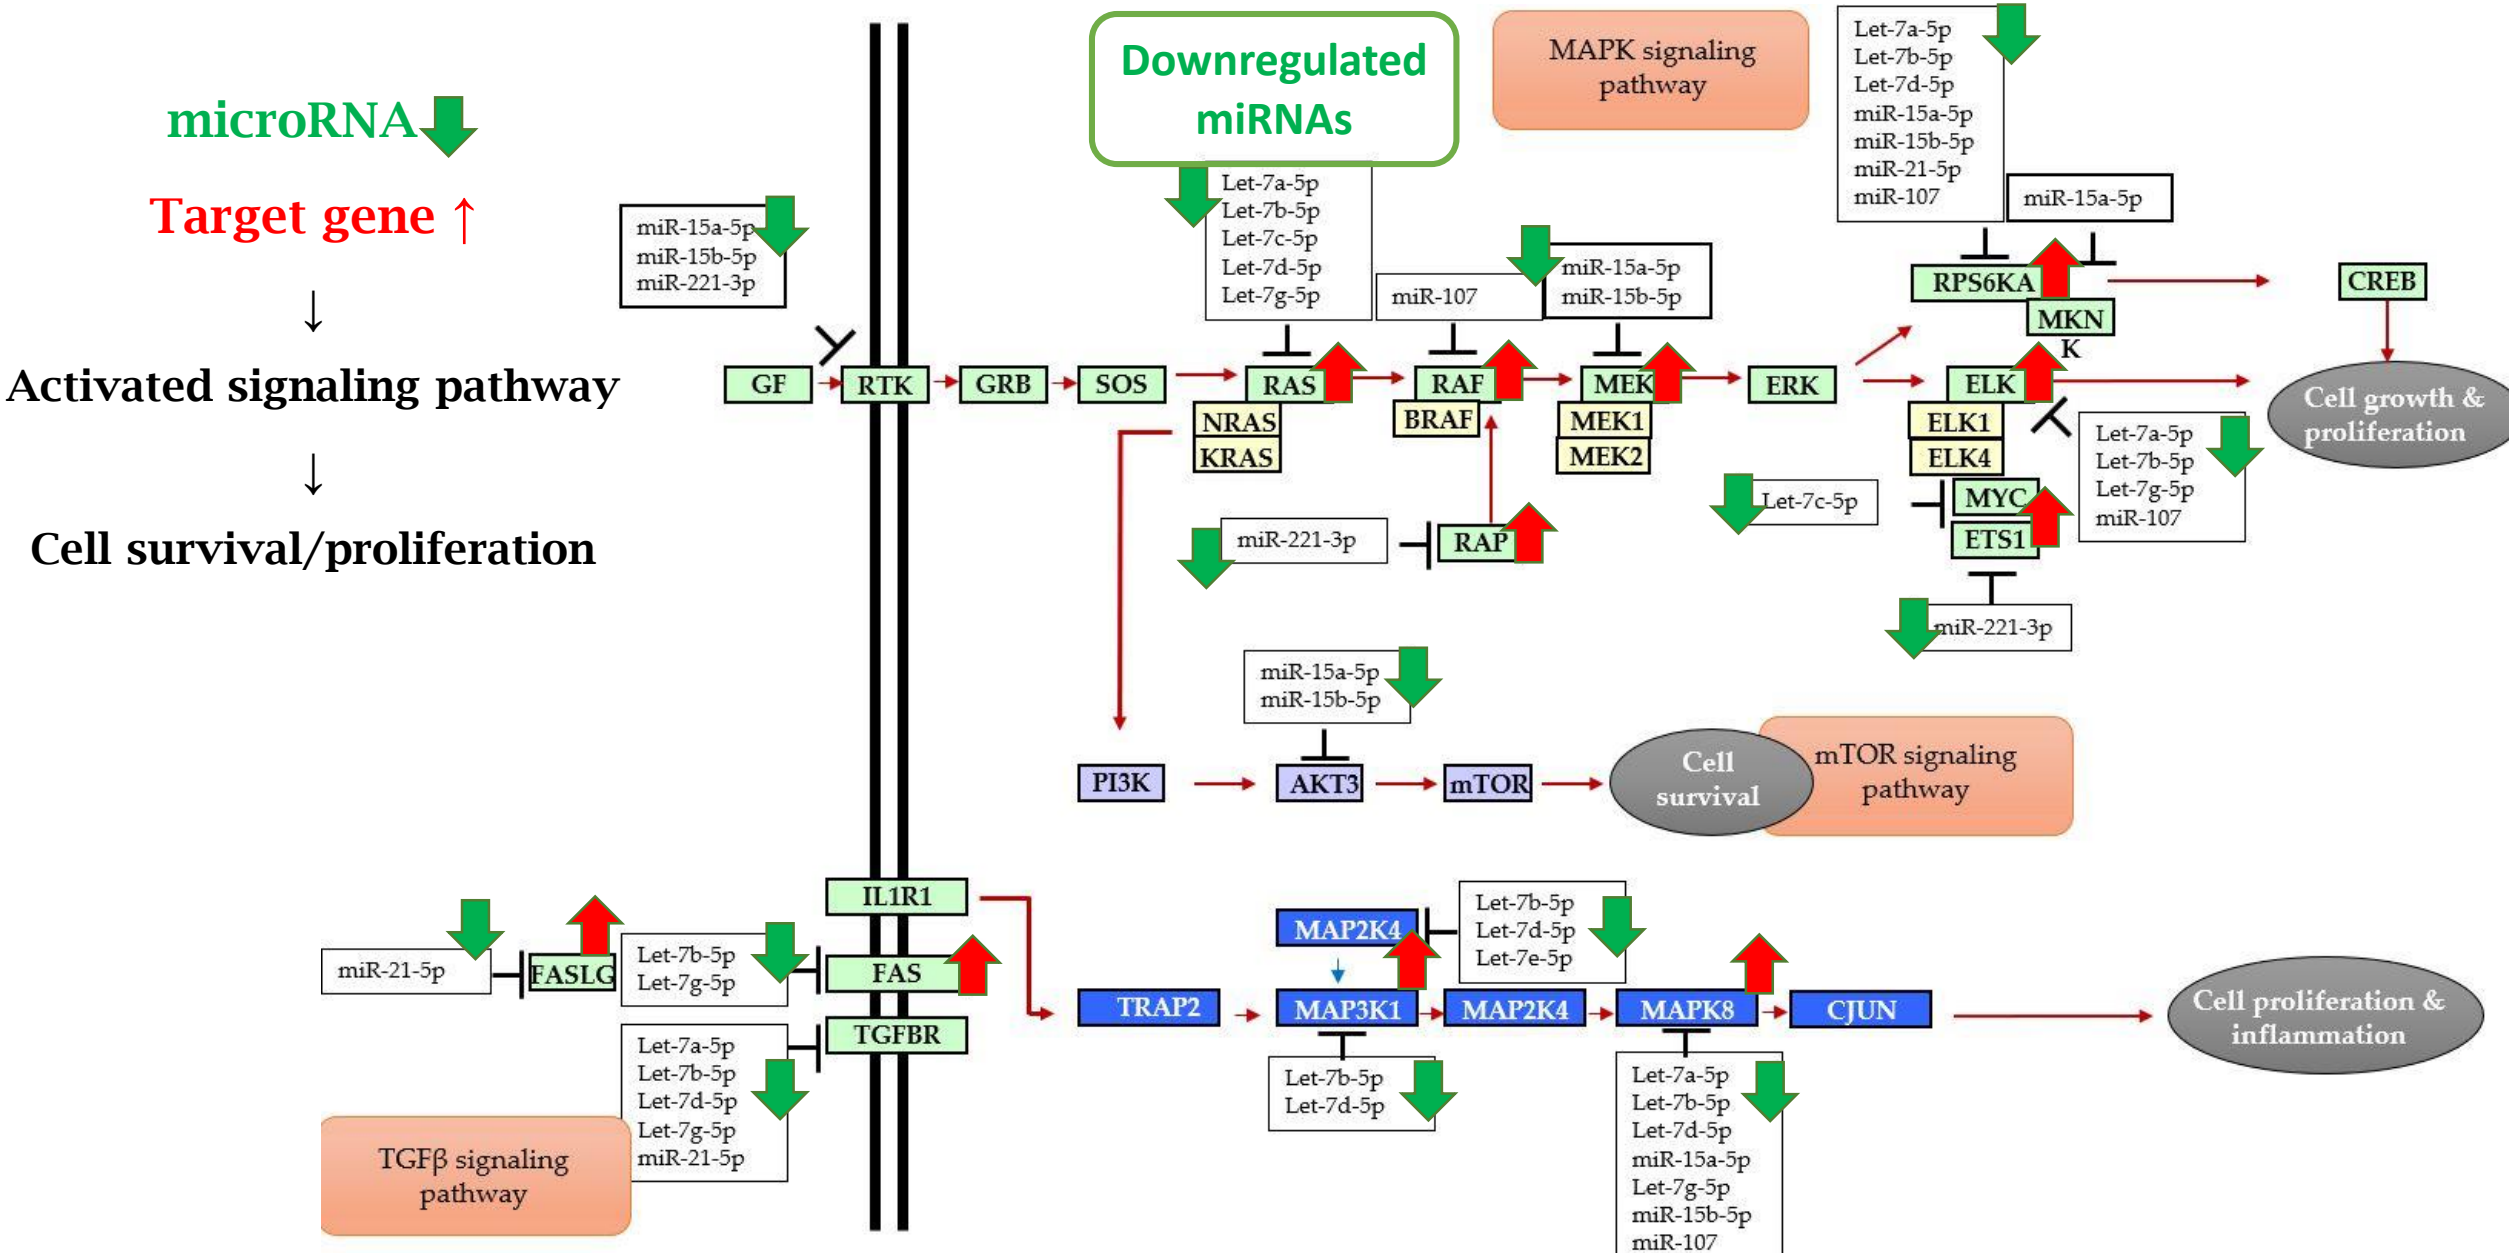 microRNA
Target gene ↑
↓
Activated signaling pathway
↓
Cell survival/proliferation
Downregulated
miRNAs
MAPK signaling
pathway
Let-7a-5p
Let-7b-5p
Let-7d-5p
miR-15a-5p
miR-15b-5p
miR-21-5p
miR-107
miR-15a-5p
miR-15a-5p
miR-15b-5p
miR-221-3p
Let-7a-5p
Let-7b-5p
Let-7c-5p
Let-7d-5p
Let-7g-5p
miR-107
miR-15a-5p
miR-15b-5p
RPS6KA
MKN
K
CREB
GF
RTK
GRB
SOS
RAS
NRAS
KRAS
RAF
BRAF
MEK
MEK1
MEK2
ERK
ELK
ELK1
ELK4
MYC
ETS1
Cell growth &
proliferation
Let-7a-5p
Let-7b-5p
Let-7g-5p
miR-107
Let-7c-5p
miR-221-3p
RAP
miR-221-3p
miR-15a-5p
miR-15b-5p
PI3K
AKT3
mTOR
Cell
survival
mTOR signaling
pathway
IL1R1
miR-21-5p
FASLG
Let-7b-5p
Let-7g-5p
FAS
TGFBR
Let-7a-5p
Let-7b-5p
Let-7d-5p
Let-7g-5p
miR-21-5p
TGFβ signaling
pathway
MAP2K4
Let-7b-5p
Let-7d-5p
Let-7e-5p
TRAP2
MAP3K1
MAP2K4
MAPK8
CJUN
Cell proliferation &
inflammation
Let-7b-5p
Let-7d-5p
Let-7a-5p
Let-7b-5p
Let-7d-5p
miR-15a-5p
Let-7g-5p
miR-15b-5p
miR-107